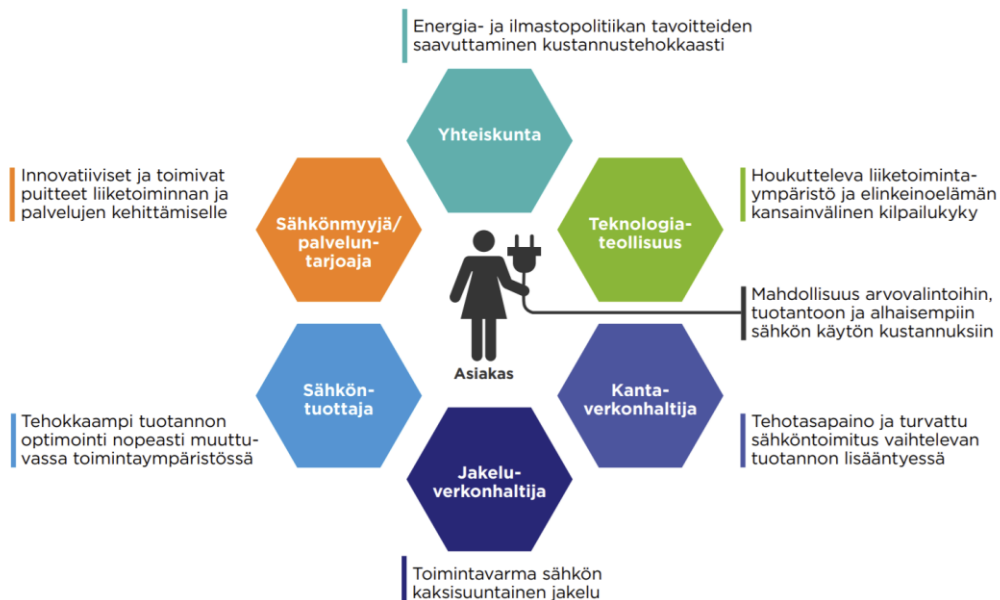 Energia- ja ilmastopolitiikan tavoitteiden
saavuttaminen kustannustehokkaasti
Yhteiskunta
Innovatiiviset ja toimivat
puitteet liiketoiminnan ja
palvelujen kehittämiselle
Sähkönmyyjä/
palvelun-
tarjoaja
Teknologia-
teollisuus
Houkutteleva liiketoiminta-
ympäristö ja elinkeinoelämän
kansainvälinen kilpailukyky
Mahdollisuus arvovalintoihin,
tuotantoon ja alhaisempiin
sähkön käytön kustannuksiin
Asiakas
Sähkön-
tuottaja
Kanta-
verkonhaltija
Tehokkaampi tuotannon
optimointi nopeasti muuttu-
vassa toimintaympäristössä
Tehotasapaino ja turvattu
sähköntoimitus vaihtelevan
tuotannon lisääntyessä
Jakelu-
verkonhaltija
Toimintavarma sähkön
kaksisuuntainen jakelu